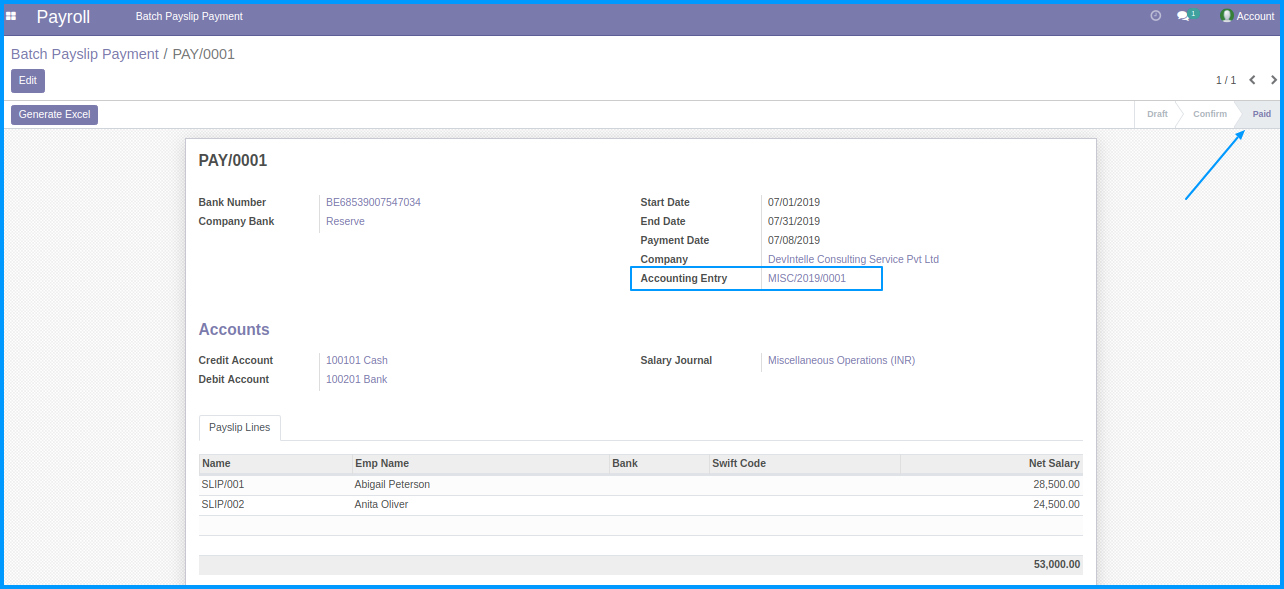 Payroll Batch Payslip Payment 1 Account
Batch Payslip Payment / PAY/0001
Edit 1 / 1
Generate Excel Draft Confirm Paid
PAY/0001
Bank Number BE68539007547034 Start Date 07/01/2019
Company Bank Reserve End Date 07/31/2019
Payment Date 07/08/2019
Company DevIntelle Consulting Service Pvt Ltd
Accounting Entry MISC/2019/0001
Accounts
Credit Account 100101 Cash Salary Journal Miscellaneous Operations (INR)
Debit Account 100201 Bank
Payslip Lines
Name Emp Name Bank Swift Code Net Salary
SLIP/001 Abigail Peterson 28,500.00
SLIP/002 Anita Oliver 24,500.00
53,000.00